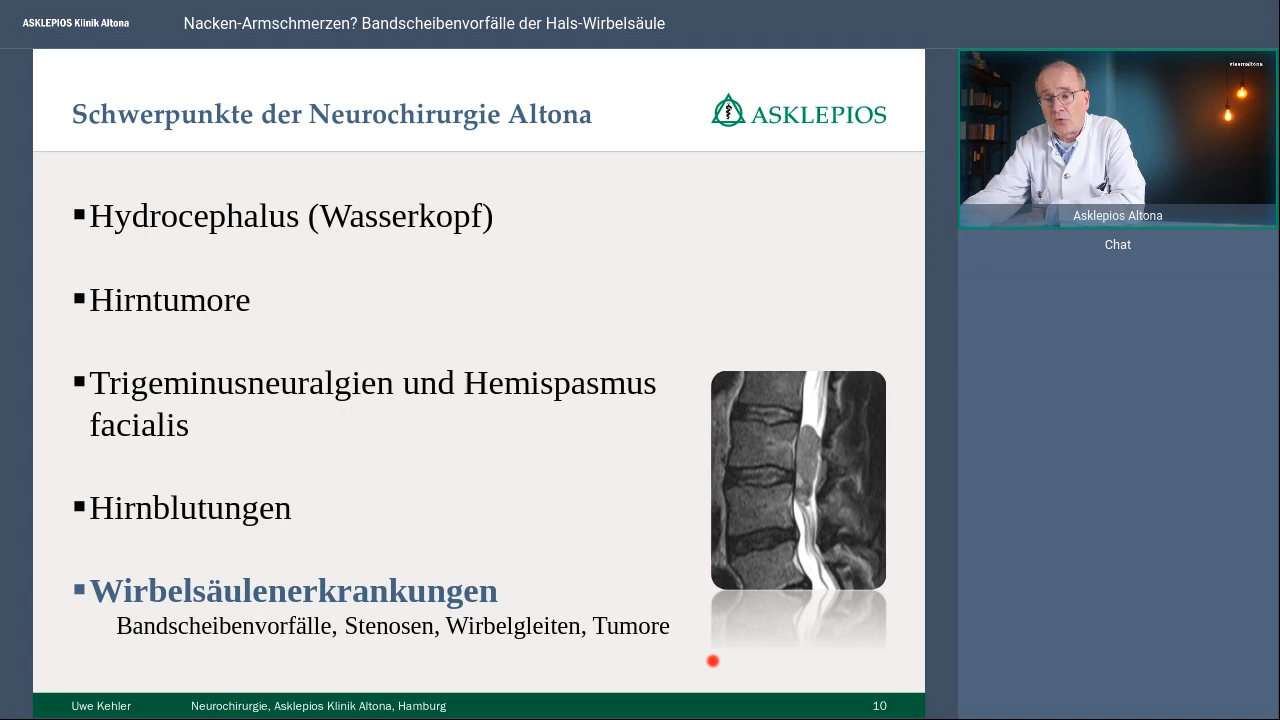 ASKLEPIOS Klinik Altona
Nacken-Armschmerzen? Bandscheibenvorfälle der Hals-Wirbelsäule
Schwerpunkte der Neurochirurgie Altona
ASKLEPIOS
▪Hydrocephalus (Wasserkopf)
▪Hirntumore
▪Trigeminusneuralgien und Hemispasmus
facialis
▪Hirnblutungen
▪Wirbelsäulenerkrankungen
Bandscheibenvorfälle, Stenosen, Wirbelgleiten, Tumore
Uwe Kehler
Neurochirurgie, Asklepios Klinik Altona, Hamburg
10
#teamaltona
Asklepios Altona
Chat